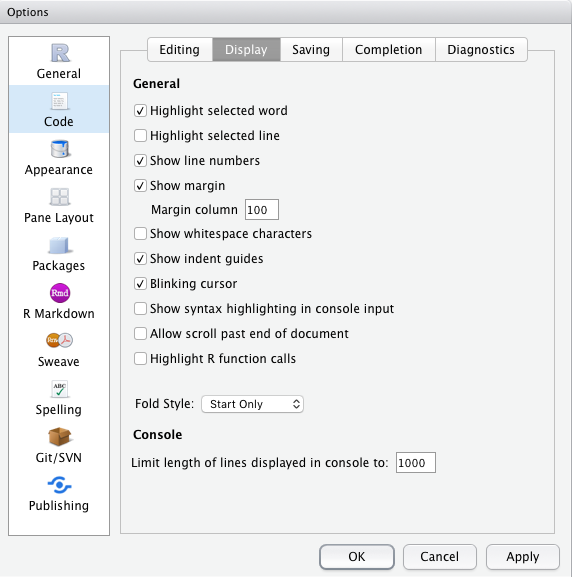 Options
Editing Display Saving Completion Diagnostics
R
General
Code
Appearance
Pane Layout
Packages
Rmd
R Markdown
Rnw
Sweave
ABC
Spelling
Git/SVN
Publishing
General
Highlight selected word
Highlight selected line
Show line numbers
Show margin
Margin column 100
Show whitespace characters
Show indent guides
Blinking cursor
Show syntax highlighting in console input
Allow scroll past end of document
Highlight R function calls
Fold Style: Start Only
Console
Limit length of lines displayed in console to: 1000
OK Cancel Apply